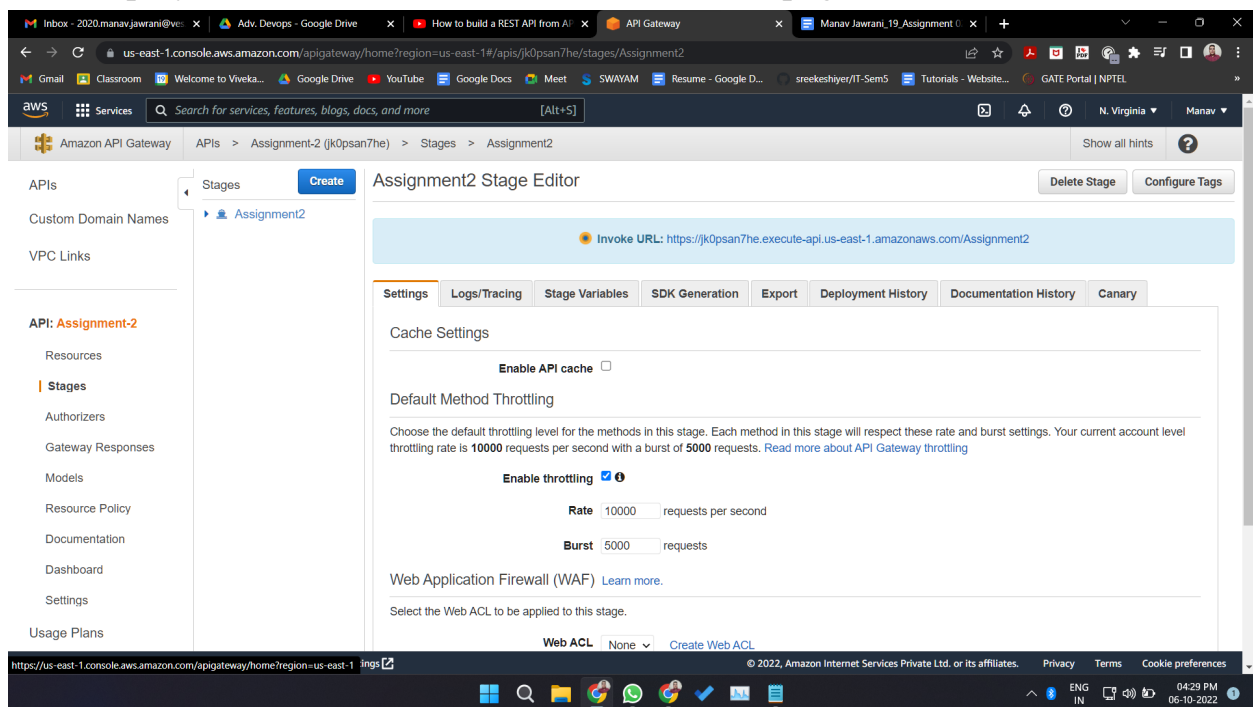 Inbox - 2020.manav.jawrani@ves
Adv. Devops - Google Drive
How to build a REST API from AP
API Gateway
Manav Jawrani_19_Assignment 0
us-east-1.console.aws.amazon.com/apigateway/home?region=us-east-1#/apis/jk0psan7he/stages/Assignment2
Gmail Classroom Welcome to Viveka... Google Drive YouTube Google Docs Meet SWAYAM Resume - Google D... sreekeshiyer/IT-Sem5 Tutorials - Website... GATE Portal | NPTEL »
aws Services Search for services, features, blogs, docs, and more [Alt+S] N. Virginia Manav
Amazon API Gateway APIs > Assignment-2 (jk0psan7he) > Stages > Assignment2 Show all hints
APIs
Custom Domain Names
VPC Links
API: Assignment-2
Resources
Stages
Authorizers
Gateway Responses
Models
Resource Policy
Documentation
Dashboard
Settings
Usage Plans
Stages Create
Assignment2
Assignment2 Stage Editor Delete Stage Configure Tags
Invoke URL: https://jk0psan7he.execute-api.us-east-1.amazonaws.com/Assignment2
Settings Logs/Tracing Stage Variables SDK Generation Export Deployment History Documentation History Canary
Cache Settings
Enable API cache
Default Method Throttling
Choose the default throttling level for the methods in this stage. Each method in this stage will respect these rate and burst settings. Your current account level
throttling rate is 10000 requests per second with a burst of 5000 requests. Read more about API Gateway throttling
Enable throttling
Rate 10000 requests per second
Burst 5000 requests
Web Application Firewall (WAF) Learn more.
Select the Web ACL to be applied to this stage.
Web ACL None Create Web ACL
https://us-east-1.console.aws.amazon.com/apigateway/home?region=us-east-1 ings © 2022, Amazon Internet Services Private Ltd. or its affiliates. Privacy Terms Cookie preferences
ENG
IN
04:29 PM
06-10-2022
1